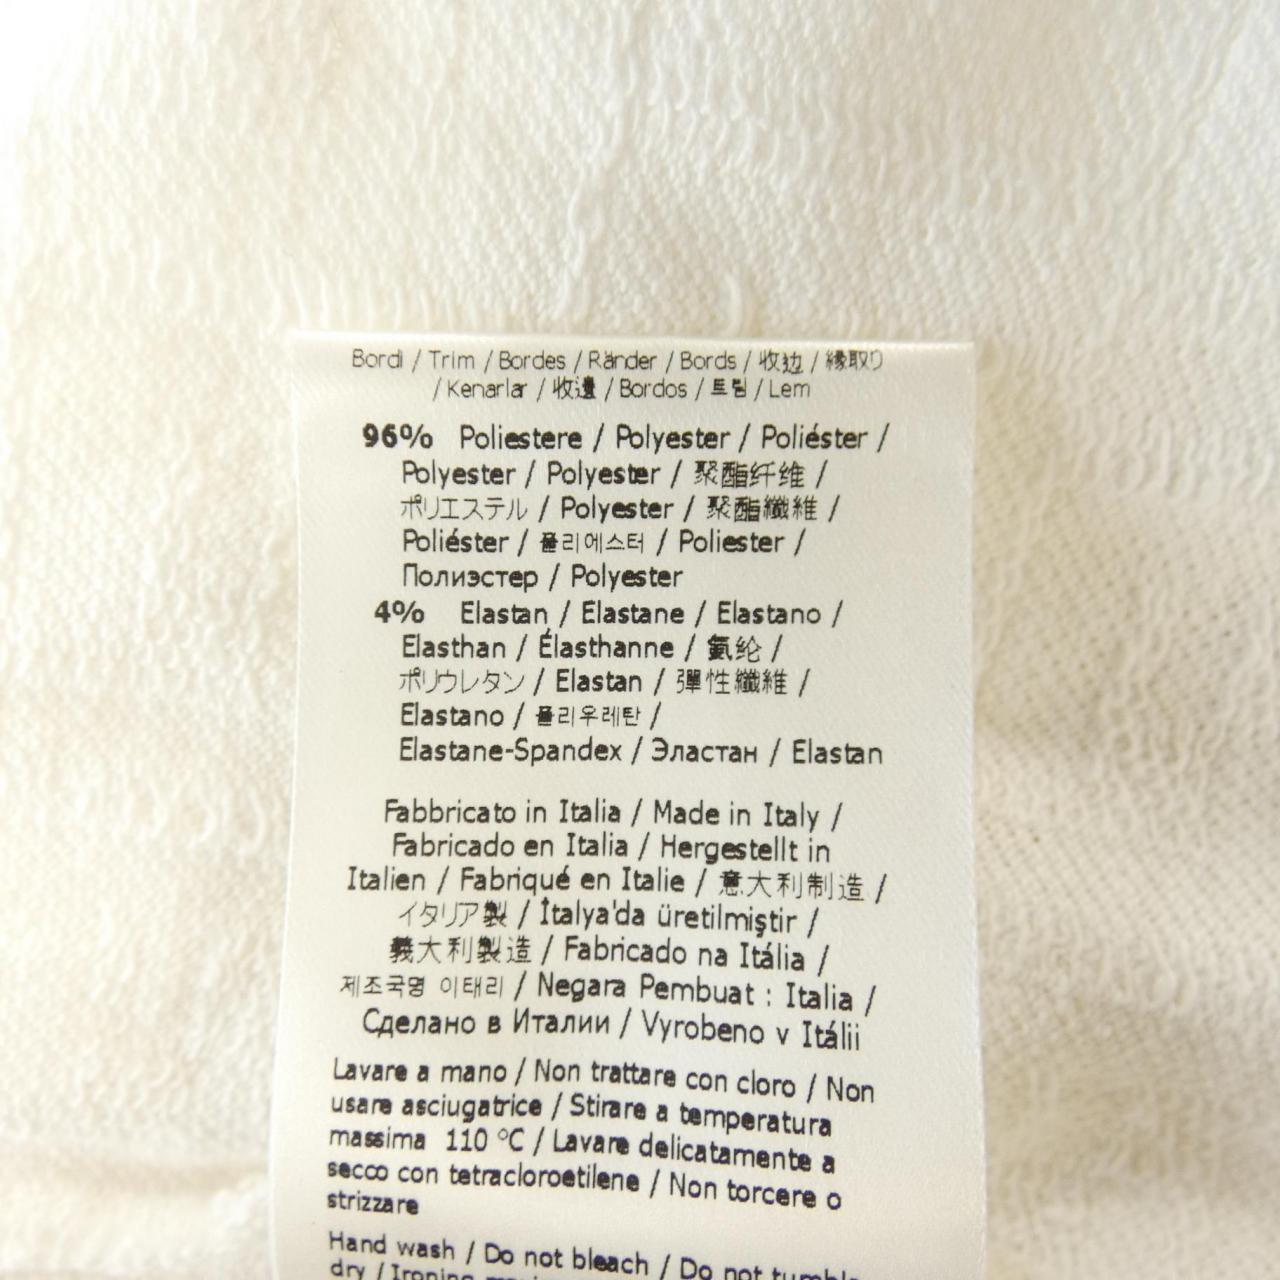 Bordi / Trim / Bordes / Ränder / Bords / 收边 / 縁取り
/ Kenarlar / 收邊 / Bordos / 트림 / Lem
96% Poliestere / Polyester / Poliéster /
Polyester / Polyester / 聚酯纤维 /
ポリエステル / Polyester / 聚酯纖維 /
Poliéster / 폴리에스터 / Poliester /
Полиэстер / Polyester
4% Elastan / Elastane / Elastano /
Elasthan / Élasthanne / 氨纶 /
ポリウレタン / Elastan / 彈性纖維 /
Elastano / 폴리우레탄 /
Elastane-Spandex / Эластан / Elastan
Fabbricato in Italia / Made in Italy /
Fabricado en Italia / Hergestellt in
Italien / Fabriqué en Italie / 意大利制造 /
イタリア製 / İtalya'da üretilmiştir /
義大利製造 / Fabricado na Itália /
제조국명 이태리 / Negara Pembuat : Italia /
Сделано в Италии / Vyrobeno v Itálii
Lavare a mano / Non trattare con cloro / Non
usare asciugatrice / Stirare a temperatura
massima 110 °C / Lavare delicatamente a
secco con tetracloroetilene / Non torcere o
strizzare
Hand wash / Do not bleach / Do not tumble
dry / Ironing